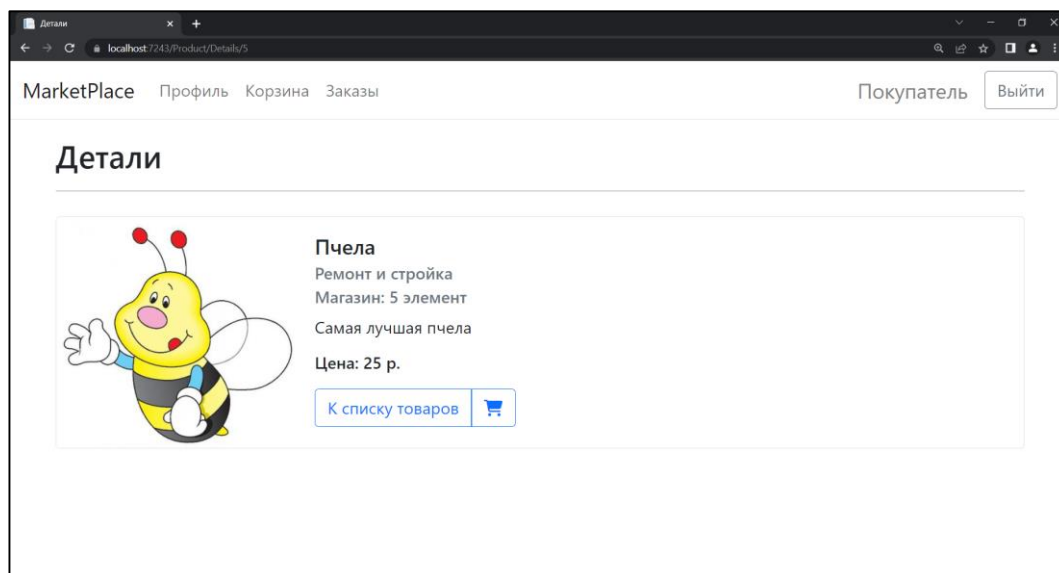 Детали
localhost:7243/Product/Details/5
MarketPlace Профиль Корзина Заказы Покупатель Выйти
Детали
Пчела
Ремонт и стройка
Магазин: 5 элемент
Самая лучшая пчела
Цена: 25 р.
К списку товаров